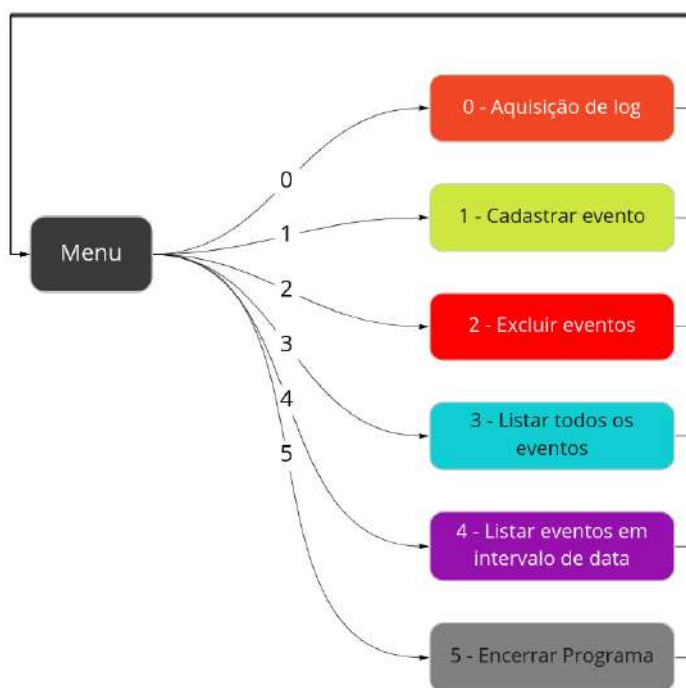 0 - Aquisição de log
0
1 - Cadastrar evento
1
Menu
2
2 - Excluir eventos
3
3 - Listar todos os
eventos
4
4 - Listar eventos em
intervalo de data
5
5 - Encerrar Programa